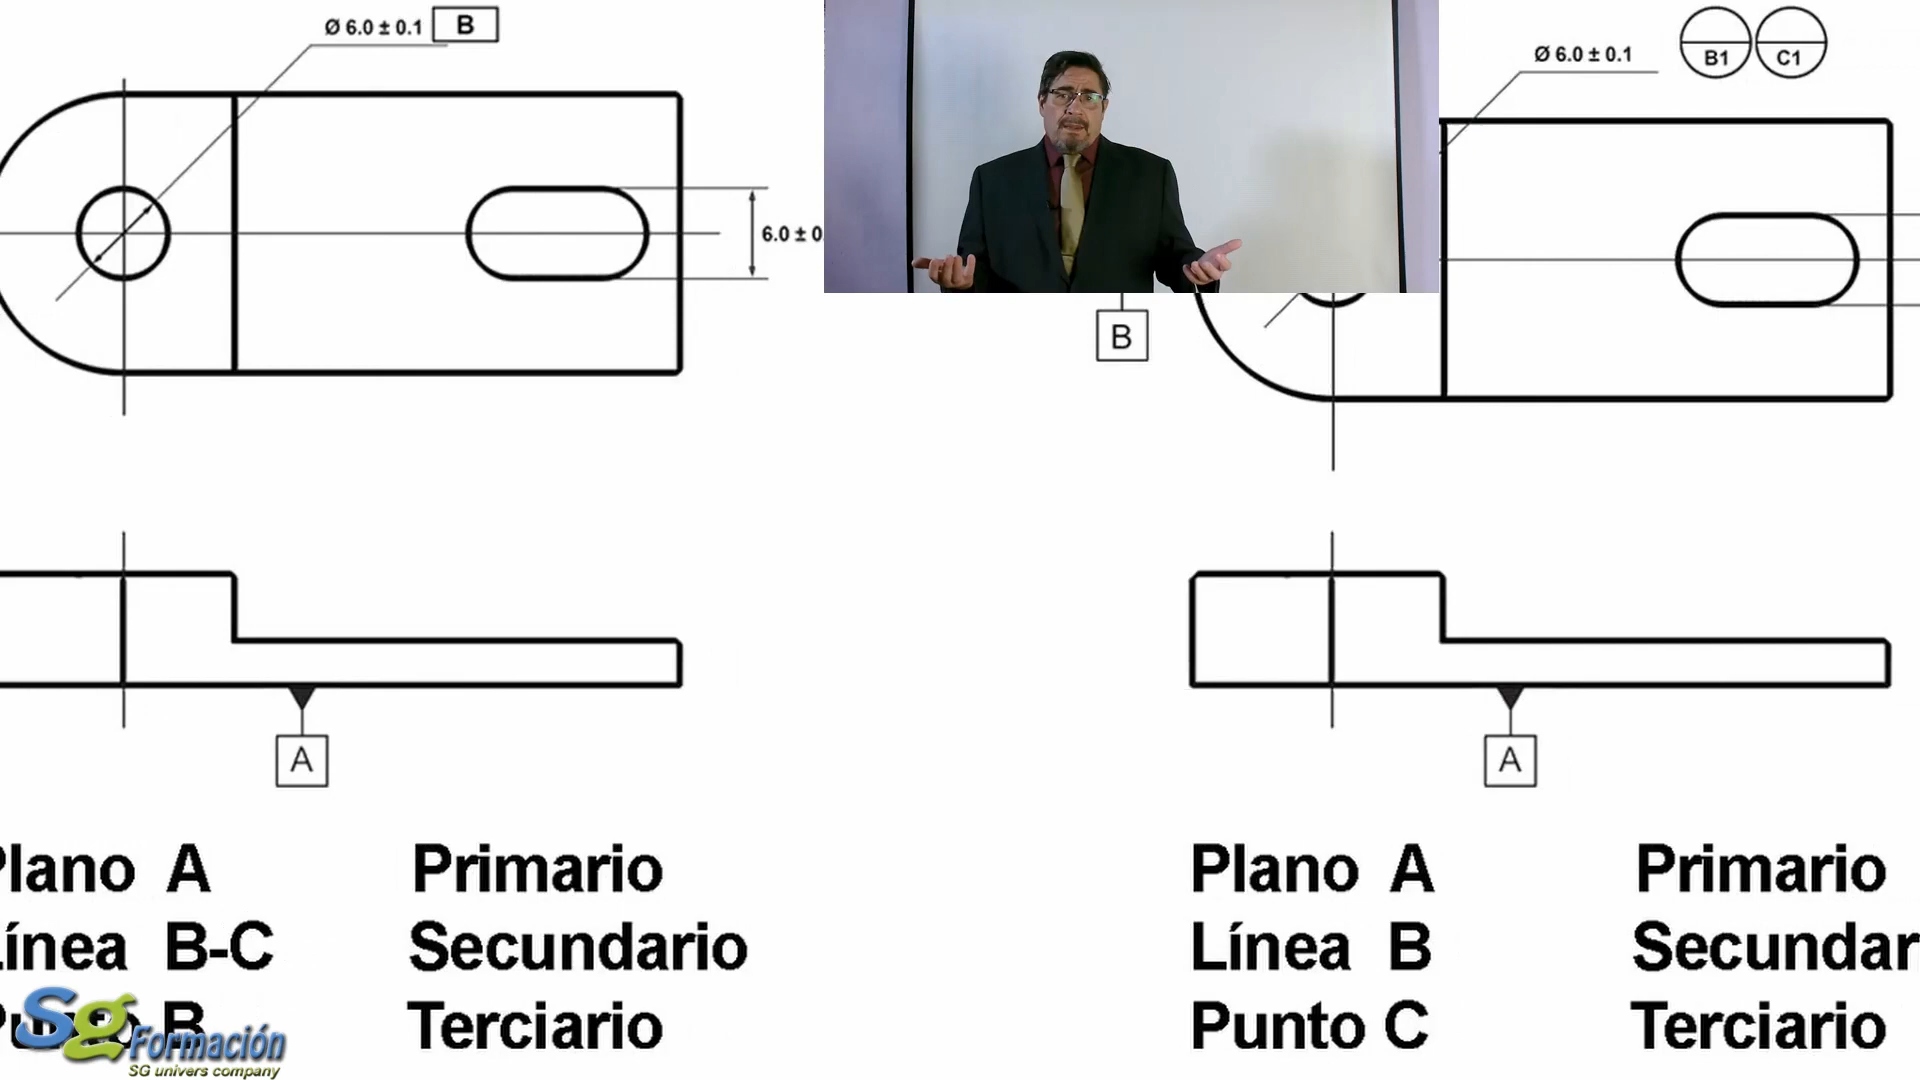 Ø 6.0 ± 0.1 B
6.0 ± 0
A
Plano A Primario
Línea B-C Secundario
Punto B Terciario
Ø 6.0 ± 0.1 B1 C1
B
A
Plano A Primario
Línea B Secundar
Punto C Terciario
Sg Formación
SG univers company